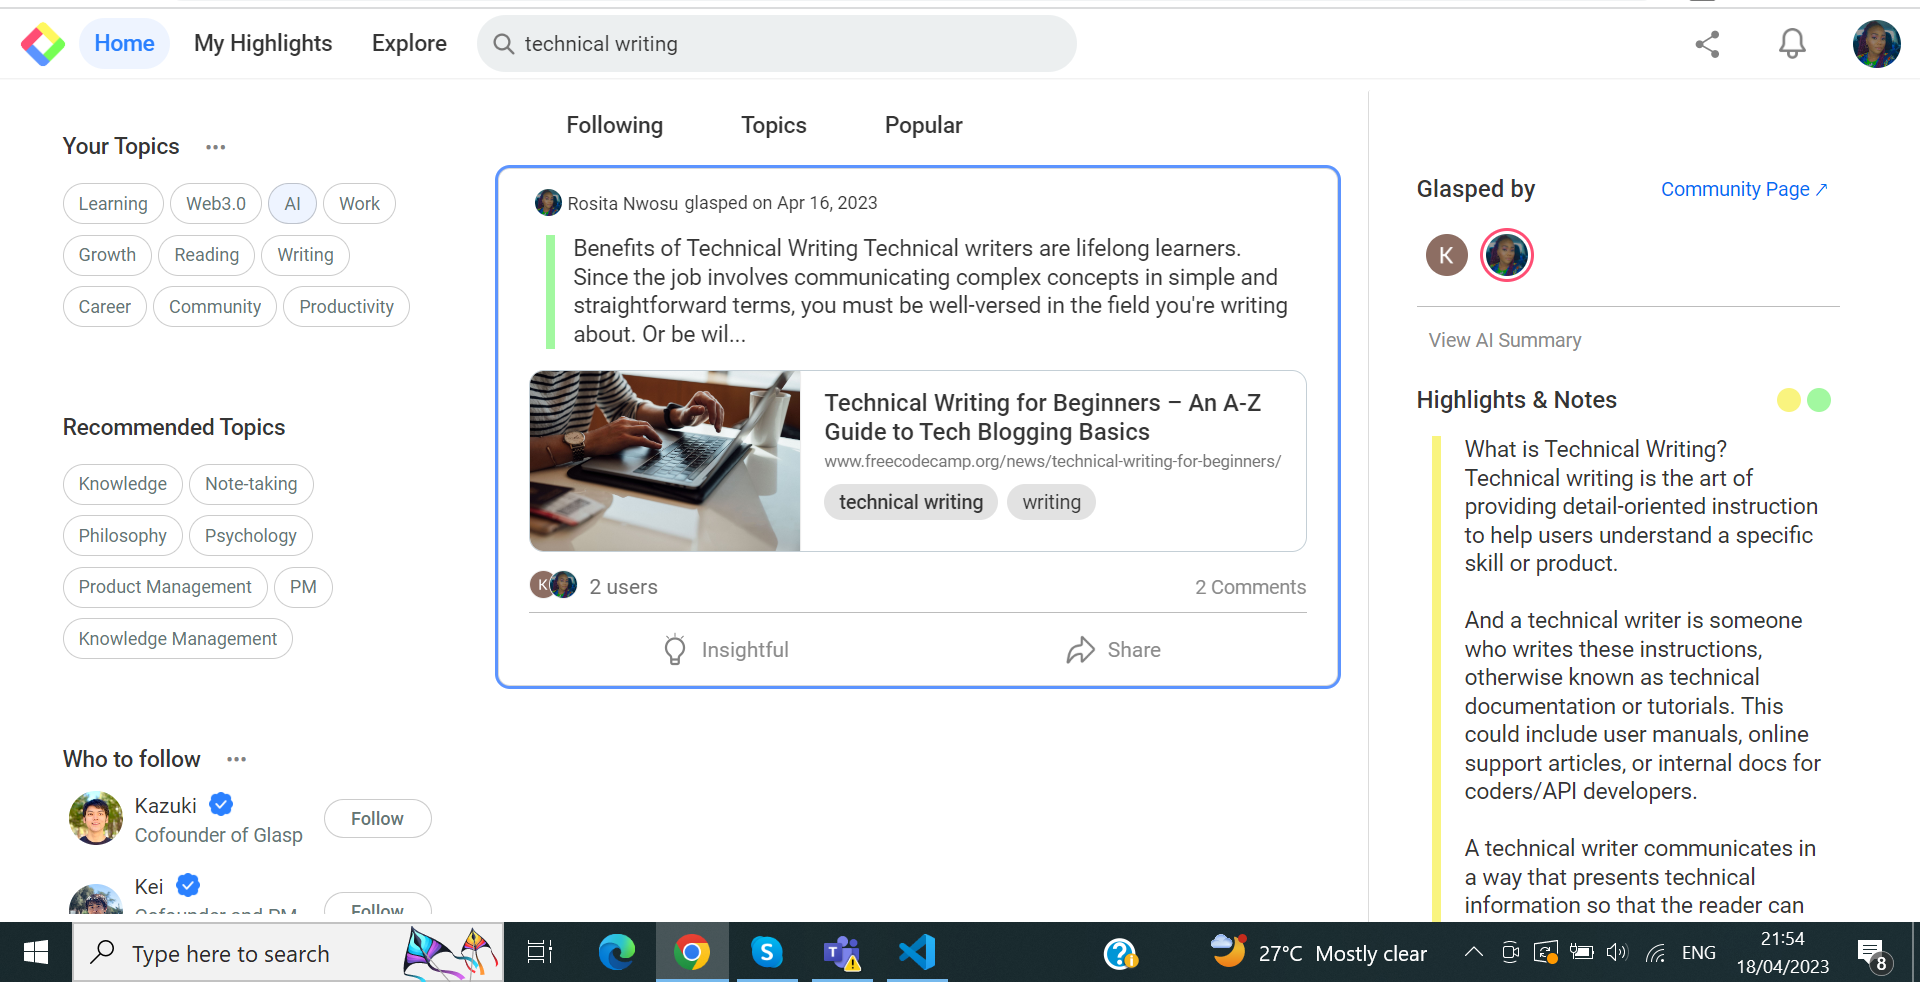 Home
My Highlights
Explore
technical writing
Your Topics
Learning
Web3.0
AI
Work
Growth
Reading
Writing
Career
Community
Productivity
Recommended Topics
Knowledge
Note-taking
Philosophy
Psychology
Product Management
PM
Knowledge Management
Who to follow
Kazuki
Cofounder of Glasp
Follow
Kei
Cofounder and PM
Follow
Following
Topics
Popular
Rosita Nwosu glasped on Apr 16, 2023
Benefits of Technical Writing Technical writers are lifelong learners.
Since the job involves communicating complex concepts in simple and
straightforward terms, you must be well-versed in the field you're writing
about. Or be wil...
Technical Writing for Beginners – An A-Z
Guide to Tech Blogging Basics
www.freecodecamp.org/news/technical-writing-for-beginners/
technical writing
writing
K
2 users
2 Comments
Insightful
Share
Glasped by
Community Page ↗
K
View AI Summary
Highlights & Notes
What is Technical Writing?
Technical writing is the art of
providing detail-oriented instruction
to help users understand a specific
skill or product.
And a technical writer is someone
who writes these instructions,
otherwise known as technical
documentation or tutorials. This
could include user manuals, online
support articles, or internal docs for
coders/API developers.
A technical writer communicates in
a way that presents technical
information so that the reader can
Type here to search
27°C Mostly clear
ENG
21:54
18/04/2023
8